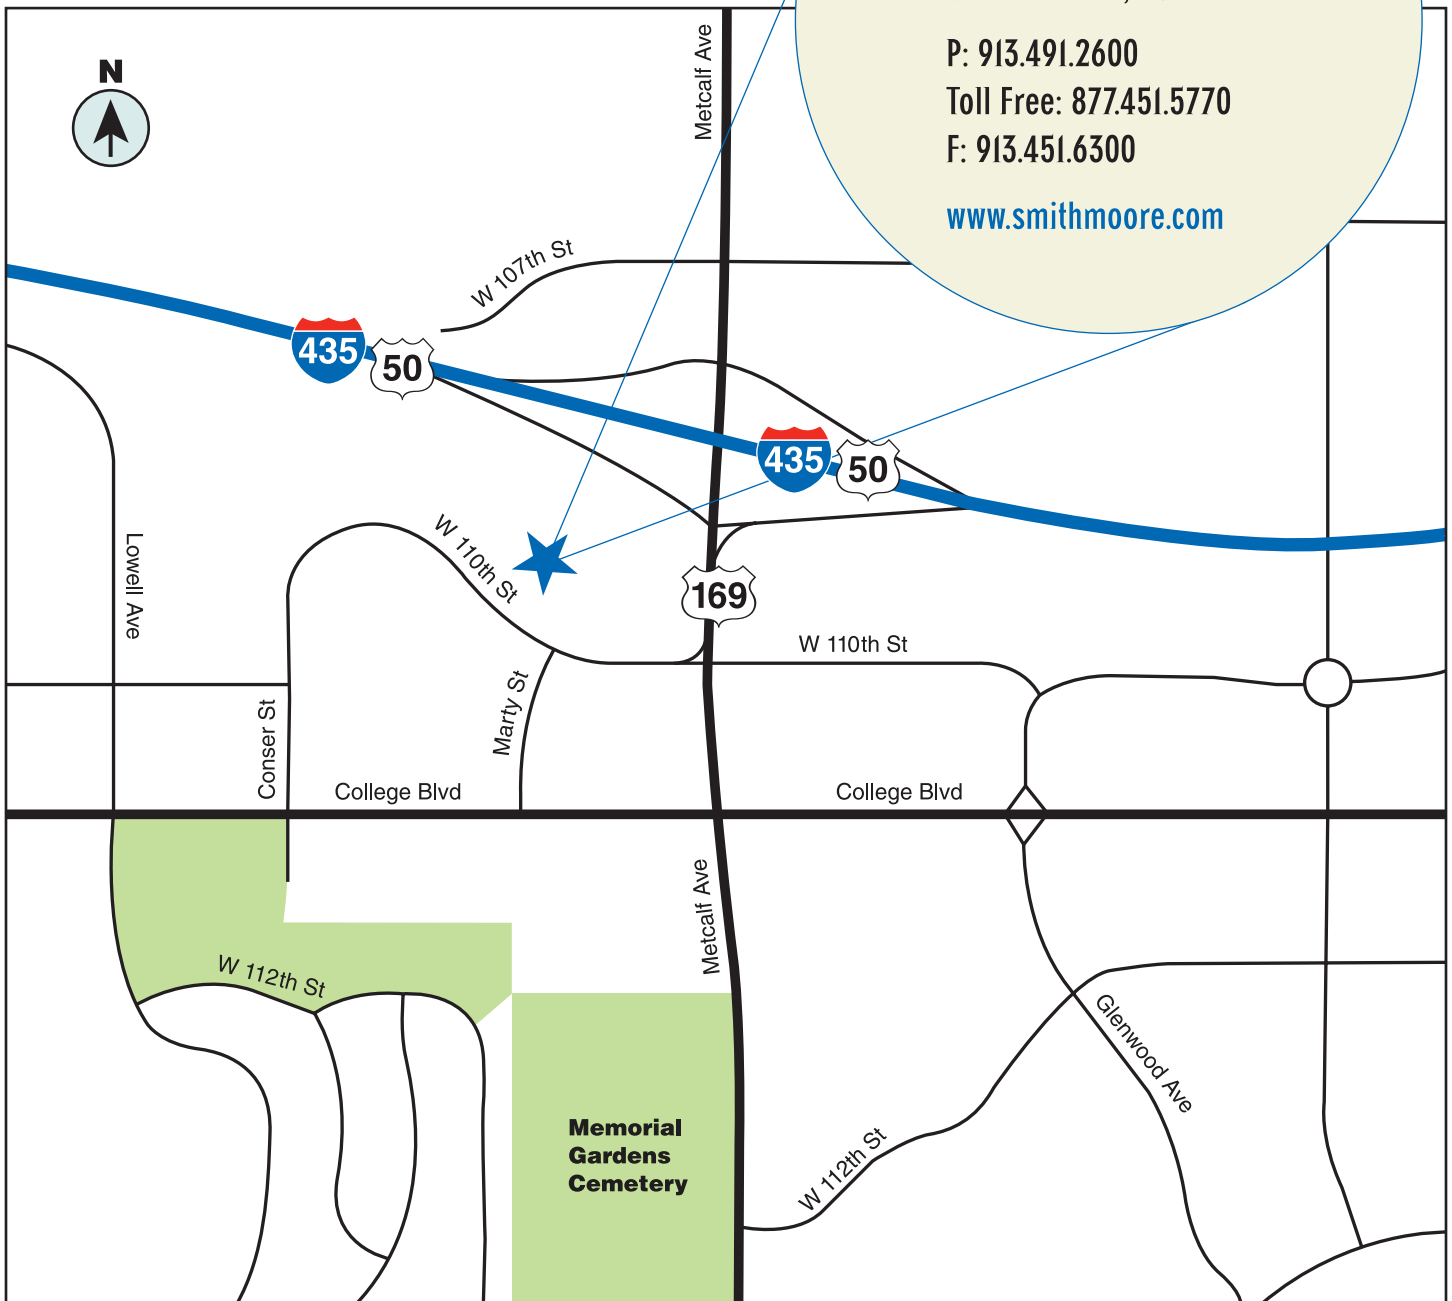 P: 913.491.2600
Toll Free: 877.451.5770
F: 913.451.6300
www.smithmoore.com
N
Metcalf Ave
W 107th St
435
50
435
50
W 110th St
Lowell Ave
169
W 110th St
Marty St
Conser St
College Blvd
College Blvd
Metcalf Ave
W 112th St
Glenwood Ave
Memorial
Gardens
Cemetery
W 112th St